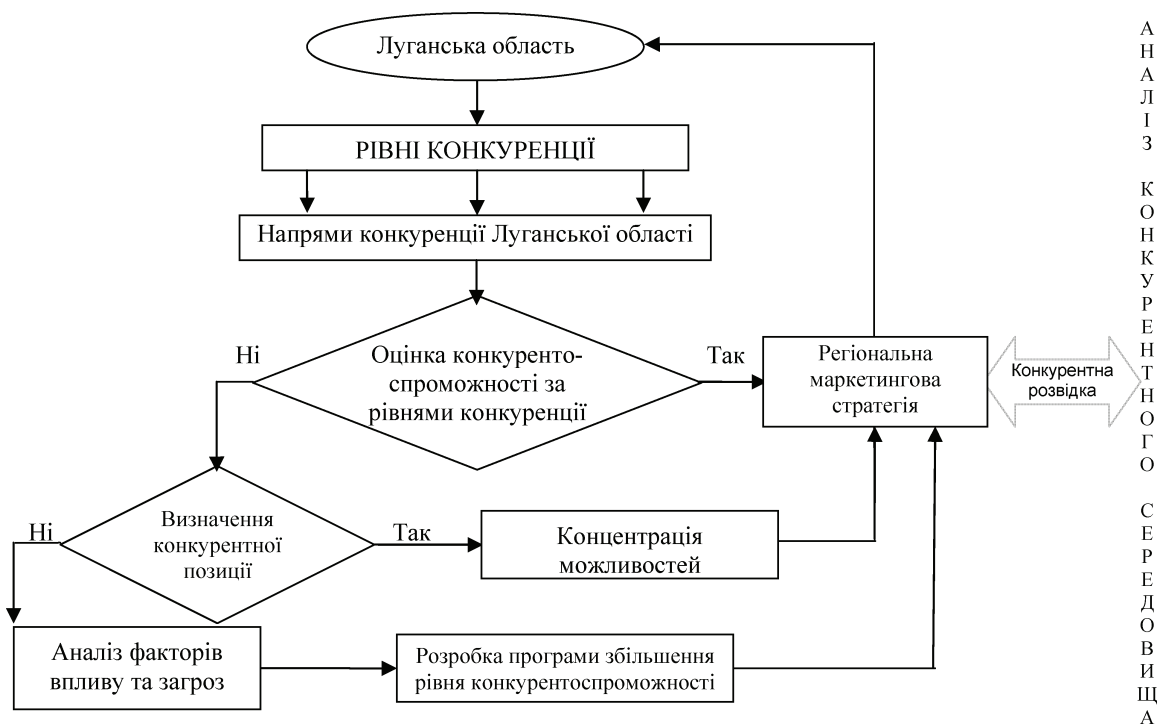 Луганська область
РІВНІ КОНКУРЕНЦІЇ
Напрями конкуренції Луганської області
Ні
Оцінка конкуренто-
спроможності за
рівнями конкуренції
Так
Регіональна
маркетингова
стратегія
Конкурентна
розвідка
Ні
Визначення
конкурентної
позиції
Так
Концентрація
можливостей
Аналіз факторів
впливу та загроз
Розробка програми збільшення
рівня конкурентоспроможності
АНАЛІЗ КОНКУРЕНТНОГО СЕРЕДОВИЩА